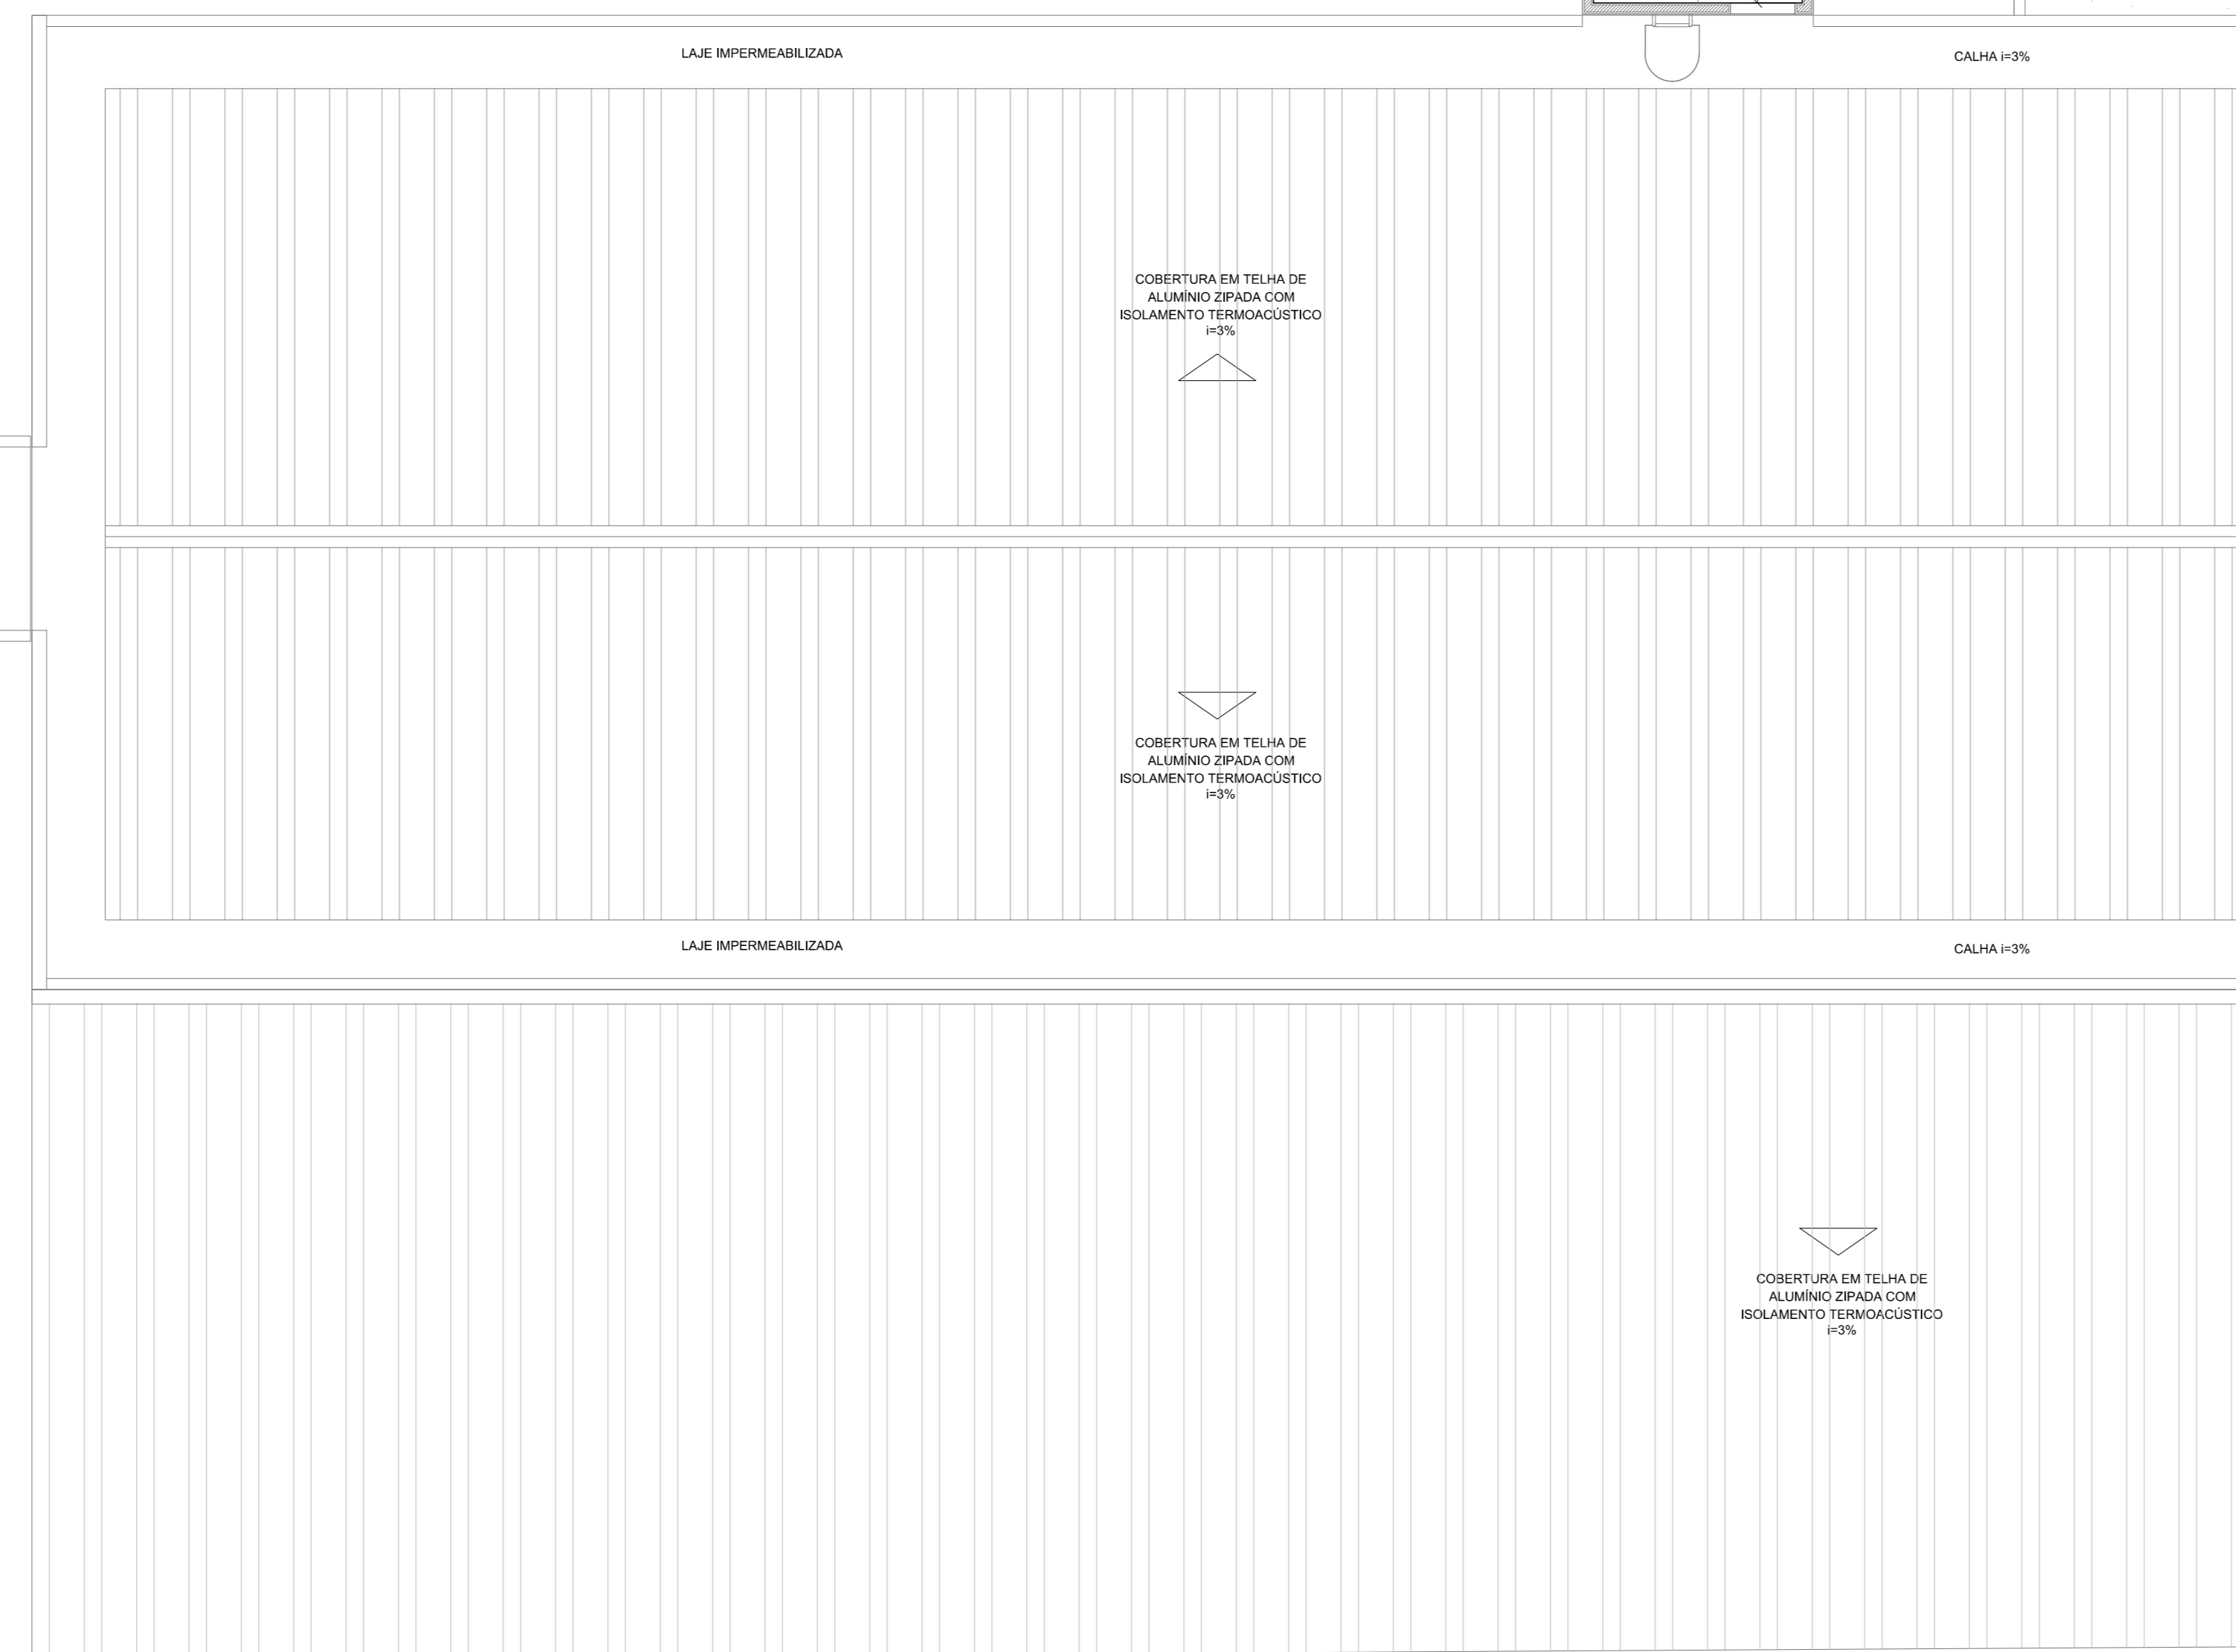 LAJE IMPERMEABILIZADA
CALHA i=3%
COBERTURA EM TELHA DE
ALUMÍNIO ZIPADA COM
ISOLAMENTO TERMOACÚSTICO
i=3%
COBERTURA EM TELHA DE
ALUMÍNIO ZIPADA COM
ISOLAMENTO TERMOACÚSTICO
i=3%
LAJE IMPERMEABILIZADA
CALHA i=3%
COBERTURA EM TELHA DE
ALUMÍNIO ZIPADA COM
ISOLAMENTO TERMOACÚSTICO
i=3%